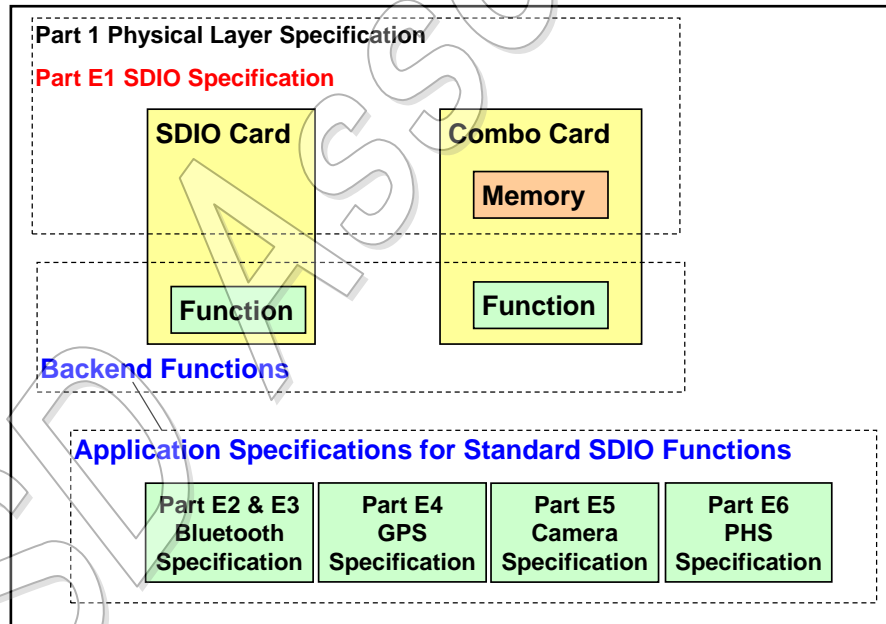 Part 1 Physical Layer Specification
Part E1 SDIO Specification
SDIO Card
Combo Card
Memory
Function
Function
Backend Functions
Application Specifications for Standard SDIO Functions
Part E2 & E3
Bluetooth
Specification
Part E4
GPS
Specification
Part E5
Camera
Specification
Part E6
PHS
Specification
SD Asso